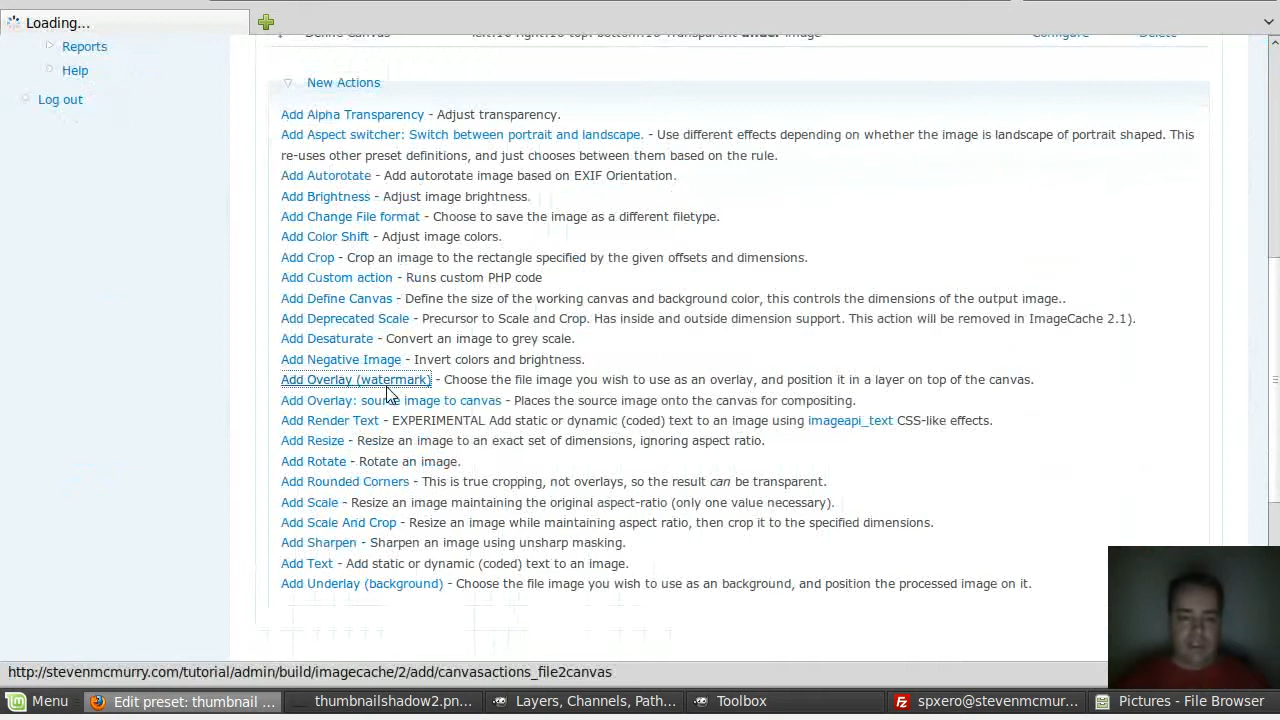 Loading...
Define Canvas left:10 right:10 top: bottom:10 Transparent under image Configure Delete
Reports
Help
Log out
New Actions
Add Alpha Transparency - Adjust transparency.
Add Aspect switcher: Switch between portrait and landscape. - Use different effects depending on whether the image is landscape of portrait shaped. This
re-uses other preset definitions, and just chooses between them based on the rule.
Add Autorotate - Add autorotate image based on EXIF Orientation.
Add Brightness - Adjust image brightness.
Add Change File format - Choose to save the image as a different filetype.
Add Color Shift - Adjust image colors.
Add Crop - Crop an image to the rectangle specified by the given offsets and dimensions.
Add Custom action - Runs custom PHP code
Add Define Canvas - Define the size of the working canvas and background color, this controls the dimensions of the output image..
Add Deprecated Scale - Precursor to Scale and Crop. Has inside and outside dimension support. This action will be removed in ImageCache 2.1).
Add Desaturate - Convert an image to grey scale.
Add Negative Image - Invert colors and brightness.
Add Overlay (watermark) - Choose the file image you wish to use as an overlay, and position it in a layer on top of the canvas.
Add Overlay: source image to canvas - Places the source image onto the canvas for compositing.
Add Render Text - EXPERIMENTAL Add static or dynamic (coded) text to an image using imageapi_text CSS-like effects.
Add Resize - Resize an image to an exact set of dimensions, ignoring aspect ratio.
Add Rotate - Rotate an image.
Add Rounded Corners - This is true cropping, not overlays, so the result can be transparent.
Add Scale - Resize an image maintaining the original aspect-ratio (only one value necessary).
Add Scale And Crop - Resize an image while maintaining aspect ratio, then crop it to the specified dimensions.
Add Sharpen - Sharpen an image using unsharp masking.
Add Text - Add static or dynamic (coded) text to an image.
Add Underlay (background) - Choose the file image you wish to use as an background, and position the processed image on it.
http://stevenmcmurry.com/tutorial/admin/build/imagecache/2/add/canvasactions_file2canvas
Menu Edit preset: thumbnail ... thumbnailshadow2.pn... Layers, Channels, Path... Toolbox spxero@stevenmcmur... Pictures - File Browser